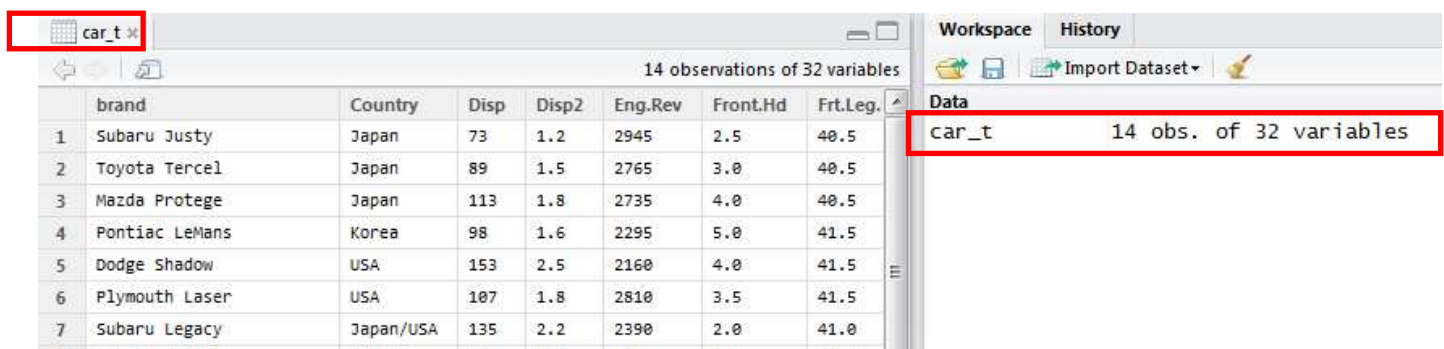 car_t
14 observations of 32 variables
brand Country Disp Disp2 Eng.Rev Front.Hd Frt.Leg.
1 Subaru Justy Japan 73 1.2 2945 2.5 40.5
2 Toyota Tercel Japan 89 1.5 2765 3.0 40.5
3 Mazda Protege Japan 113 1.8 2735 4.0 40.5
4 Pontiac LeMans Korea 98 1.6 2295 5.0 41.5
5 Dodge Shadow USA 153 2.5 2160 4.0 41.5
6 Plymouth Laser USA 107 1.8 2810 3.5 41.5
7 Subaru Legacy Japan/USA 135 2.2 2390 2.0 41.0
Workspace History
Import Dataset
Data
car_t 14 obs. of 32 variables